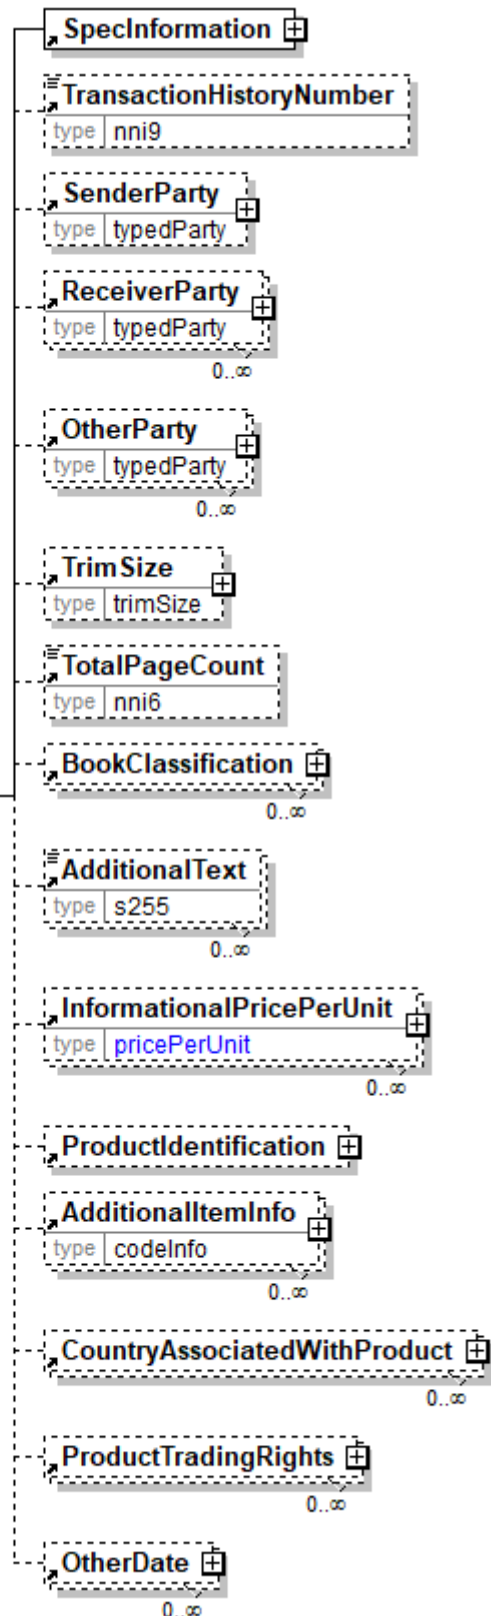 SpecInformation
TransactionHistoryNumber
type nni9
SenderParty
type typedParty
ReceiverParty
type typedParty
0..∞
OtherParty
type typedParty
0..∞
TrimSize
type trimSize
TotalPageCount
type nni6
BookClassification
0..∞
AdditionalText
type s255
0..∞
InformationalPricePerUnit
type pricePerUnit
0..∞
ProductIdentification
AdditionalItemInfo
type codeInfo
0..∞
CountryAssociatedWithProduct
0..∞
ProductTradingRights
0..∞
OtherDate
0..∞